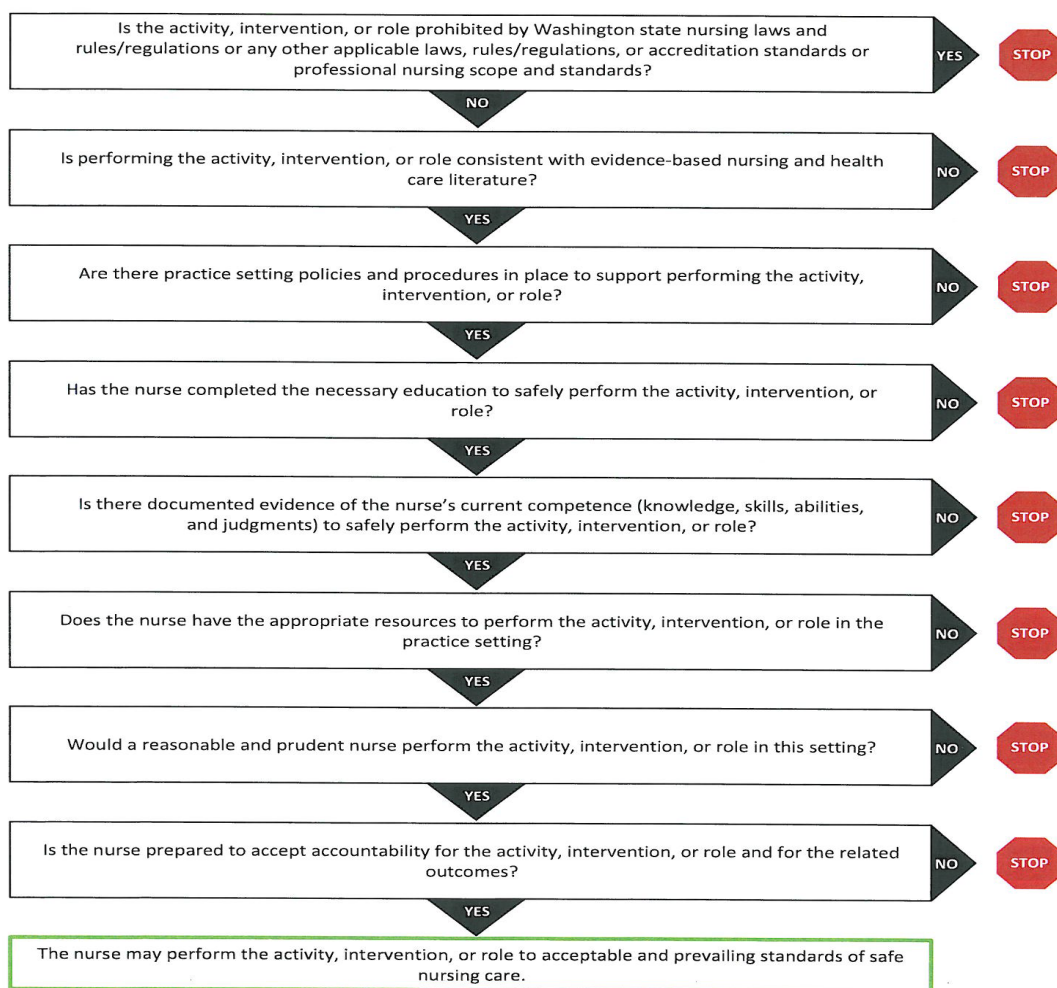 Is the activity, intervention, or role prohibited by Washington state nursing laws and
rules/regulations or any other applicable laws, rules/regulations, or accreditation standards or
professional nursing scope and standards?
YES
STOP
NO
Is performing the activity, intervention, or role consistent with evidence-based nursing and health
care literature?
NO
STOP
YES
Are there practice setting policies and procedures in place to support performing the activity,
intervention, or role?
NO
STOP
YES
Has the nurse completed the necessary education to safely perform the activity, intervention, or
role?
NO
STOP
YES
Is there documented evidence of the nurse's current competence (knowledge, skills, abilities,
and judgments) to safely perform the activity, intervention, or role?
NO
STOP
YES
Does the nurse have the appropriate resources to perform the activity, intervention, or role in the
practice setting?
NO
STOP
YES
Would a reasonable and prudent nurse perform the activity, intervention, or role in this setting?
NO
STOP
YES
Is the nurse prepared to accept accountability for the activity, intervention, or role and for the related
outcomes?
NO
STOP
YES
The nurse may perform the activity, intervention, or role to acceptable and prevailing standards of safe
nursing care.